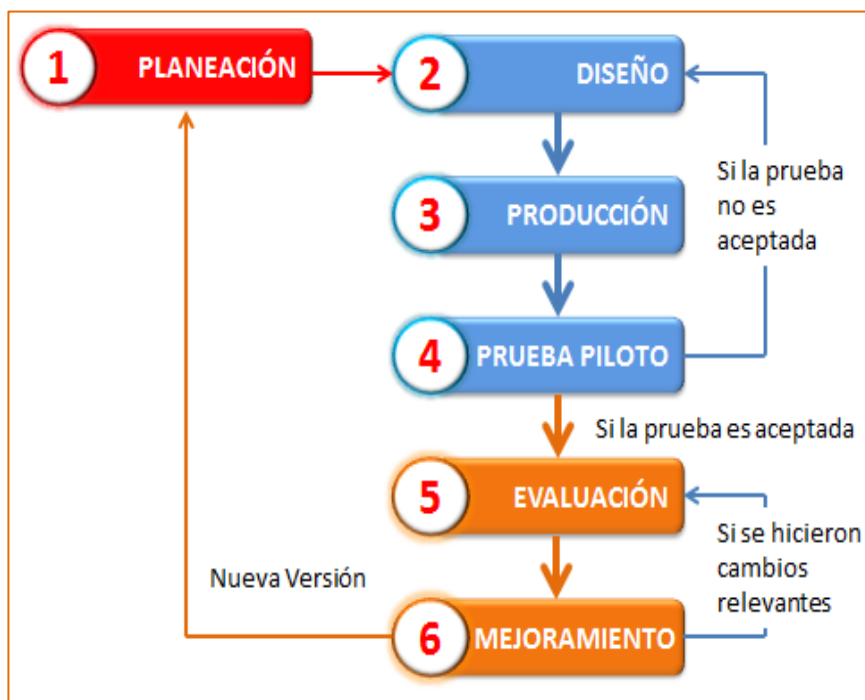 1 PLANEACIÓN
2 DISEÑO
Si la prueba
no es
aceptada
3 PRODUCCIÓN
4 PRUEBA PILOTO
Si la prueba es aceptada
5 EVALUACIÓN
Si se hicieron
cambios
relevantes
Nueva Versión
6 MEJORAMIENTO